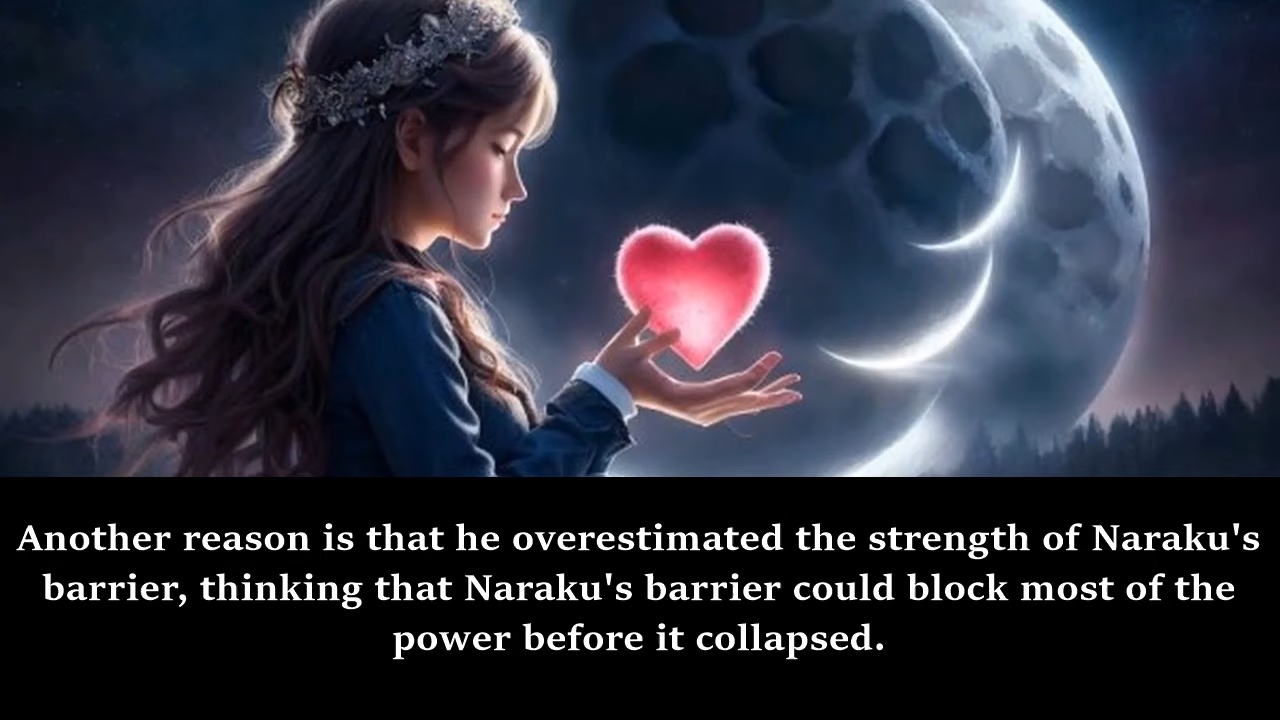 Another reason is that he overestimated the strength of Naraku's
barrier, thinking that Naraku's barrier could block most of the
power before it collapsed.